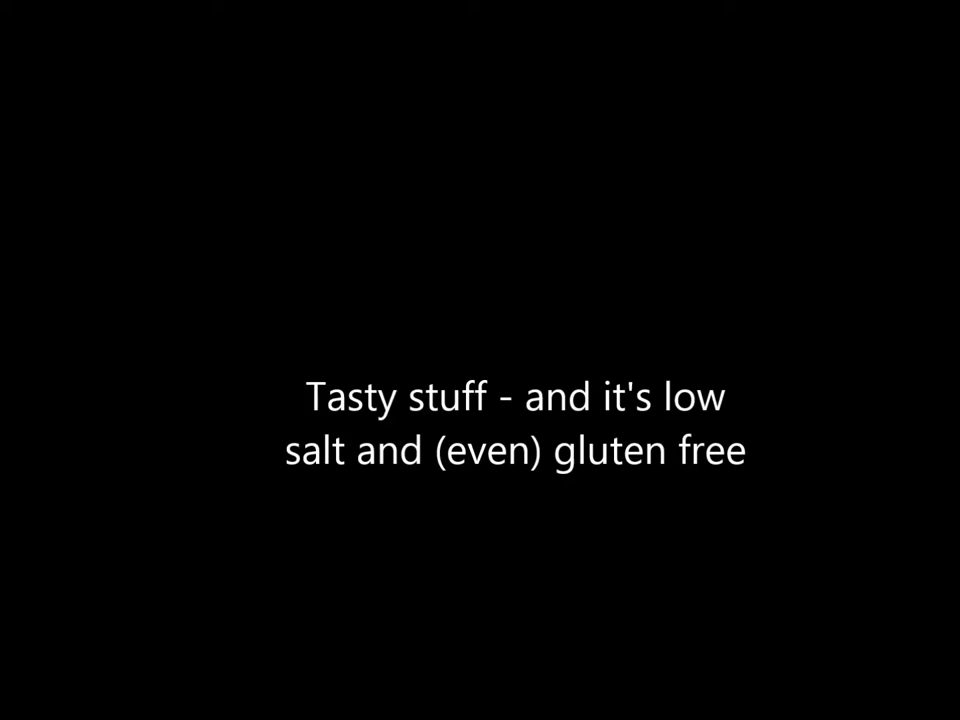 Tasty stuff - and it's low
salt and (even) gluten free